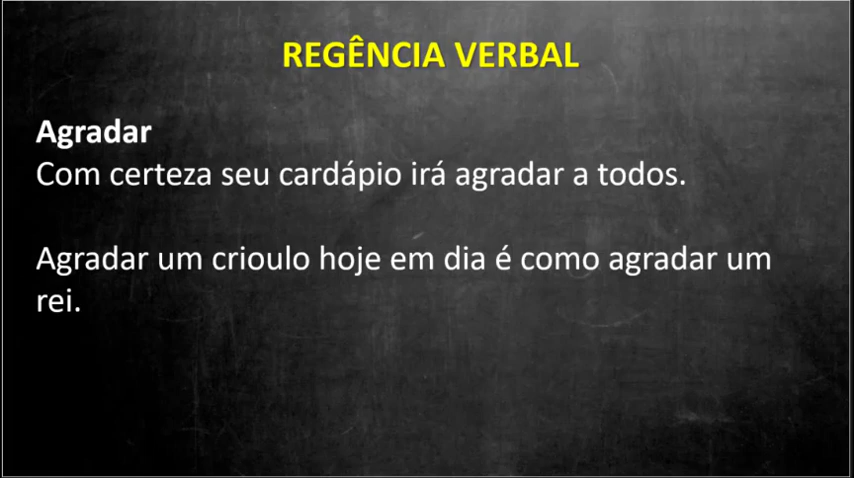 REGÊNCIA VERBAL
Agradar
Com certeza seu cardápio irá agradar a todos.
Agradar um crioulo hoje em dia é como agradar um
rei.